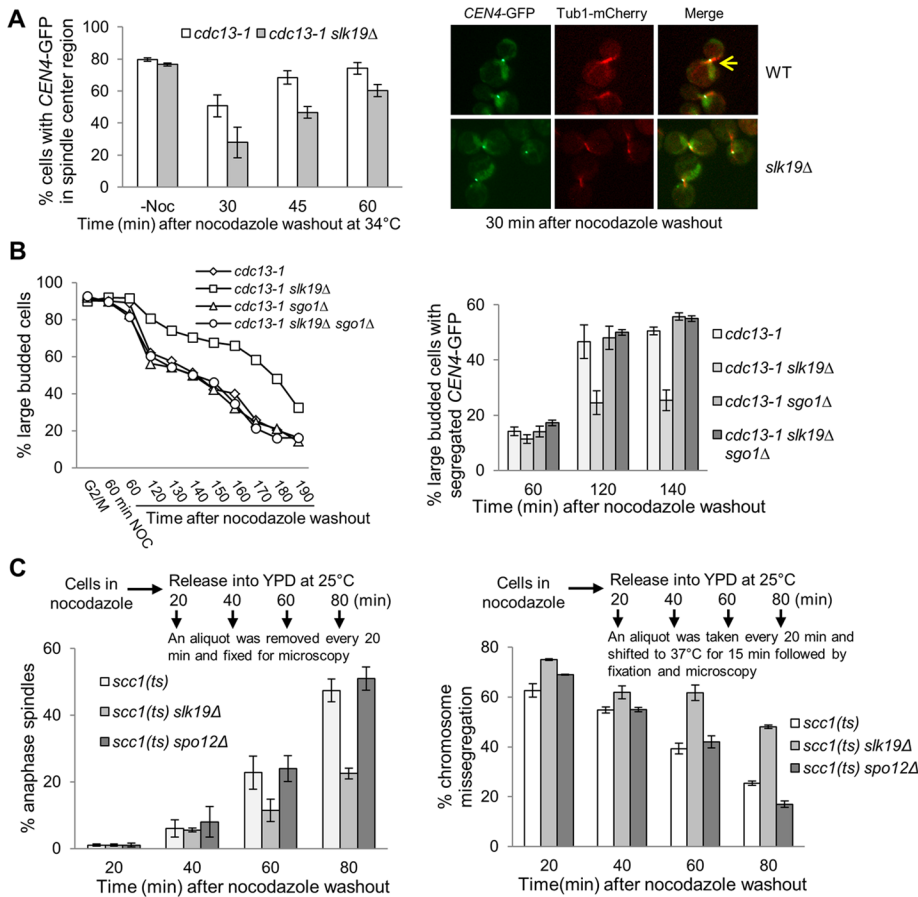 A
% cells with CEN4-GFP
in spindle center
region
100
80
60
40
20
0
cdc13-1
cdc13-1 slk19Δ
-Noc 30 45 60
Time (min) after nocodazole washout at 34°C
CEN4-GFP Tub1-mCherry Merge
WT
slk19Δ
30 min after nocodazole washout
B
% large budded cells
100
80
60
40
20
0
cdc13-1
cdc13-1 slk19Δ
cdc13-1 sgo1Δ
cdc13-1 slk19Δ sgo1Δ
G2/M 60 min NOC 60 120 130 140 150 160 170 180 190
Time after nocodazole washout
% large budded cells with
segregated CEN4-GFP
60
40
20
0
cdc13-1
cdc13-1 slk19Δ
cdc13-1 sgo1Δ
cdc13-1 slk19Δ
sgo1Δ
60 120 140
Time (min) after nocodazole washout
C
Cells in
nocodazole
Release into YPD at 25°C
20 40 60 80 (min)
An aliquot was removed every 20
min and fixed for microscopy
% anaphase spindles
60
40
20
0
scc1(ts)
scc1(ts) slk19Δ
scc1(ts) spo12Δ
20 40 60 80
Time(min) after nocodazole washout
Cells in
nocodazole
Release into YPD at 25°C
20 40 60 80 (min)
An aliquot was taken every 20 min and
shifted to 37°C for 15 min followed by
fixation and microscopy
% chromosome
missegregation
80
60
40
20
0
scc1(ts)
scc1(ts) slk19Δ
scc1(ts) spo12Δ
20 40 60 80
Time(min) after nocodazole washout